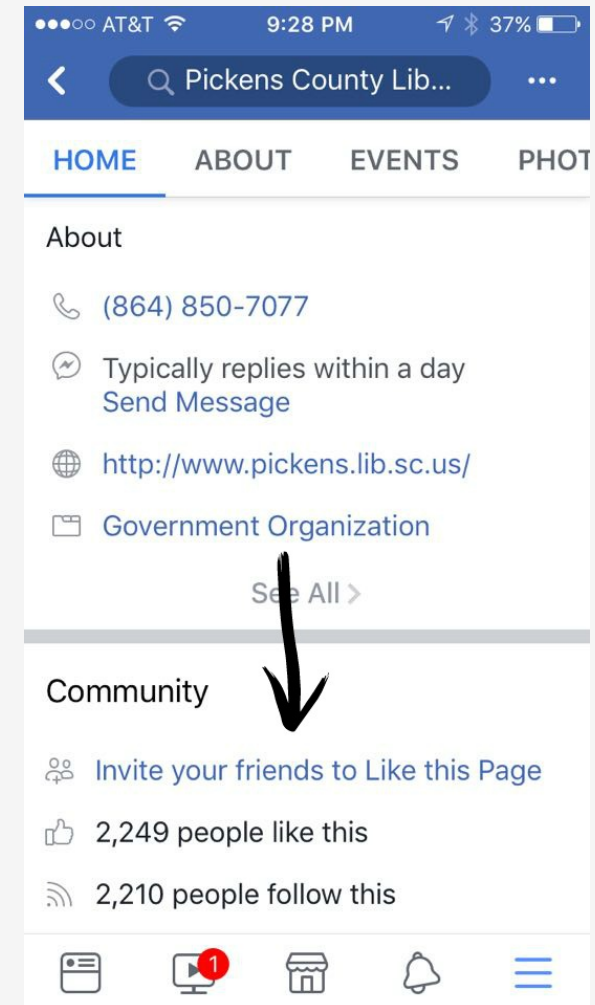 AT&T 9:28 PM 37%
Pickens County Lib...
HOME ABOUT EVENTS PHOT
About
(864) 850-7077
Typically replies within a day
Send Message
http://www.pickens.lib.sc.us/
Government Organization
See All >
Community
Invite your friends to Like this Page
2,249 people like this
2,210 people follow this
1